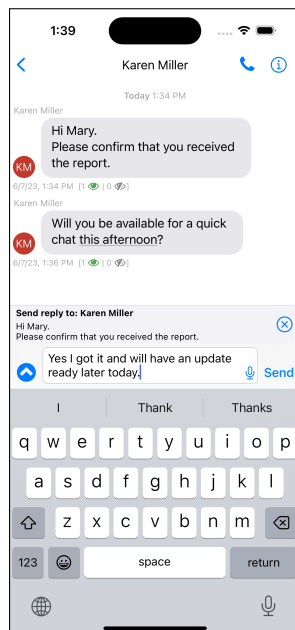 1:39
Karen Miller
Today 1:34 PM
Karen Miller
Hi Mary.
Please confirm that you received
the report.
KM
6/7/23, 1:34 PM [1 | 0 ]
Karen Miller
Will you be available for a quick
chat this afternoon?
KM
6/7/23, 1:36 PM [1 | 0 ]
Send reply to: Karen Miller
Hi Mary.
Please confirm that you received the report.
Yes I got it and will have an update
ready later today.
Send
I Thank Thanks
q w e r t y u i o p
a s d f g h j k l
z x c v b n m
123 space return